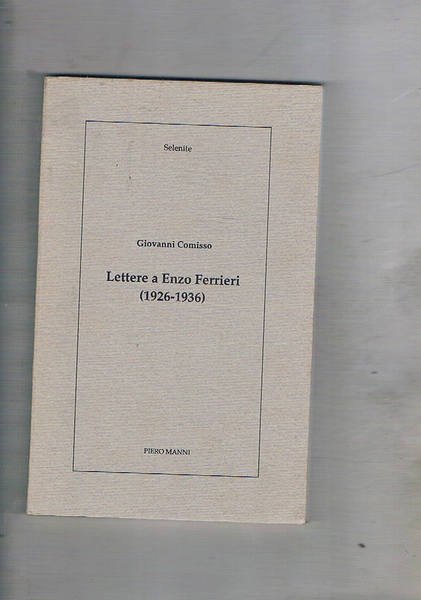 Selenite
Giovanni Comisso
Lettere a Enzo Ferrieri
(1926-1936)
PIERO MANNI